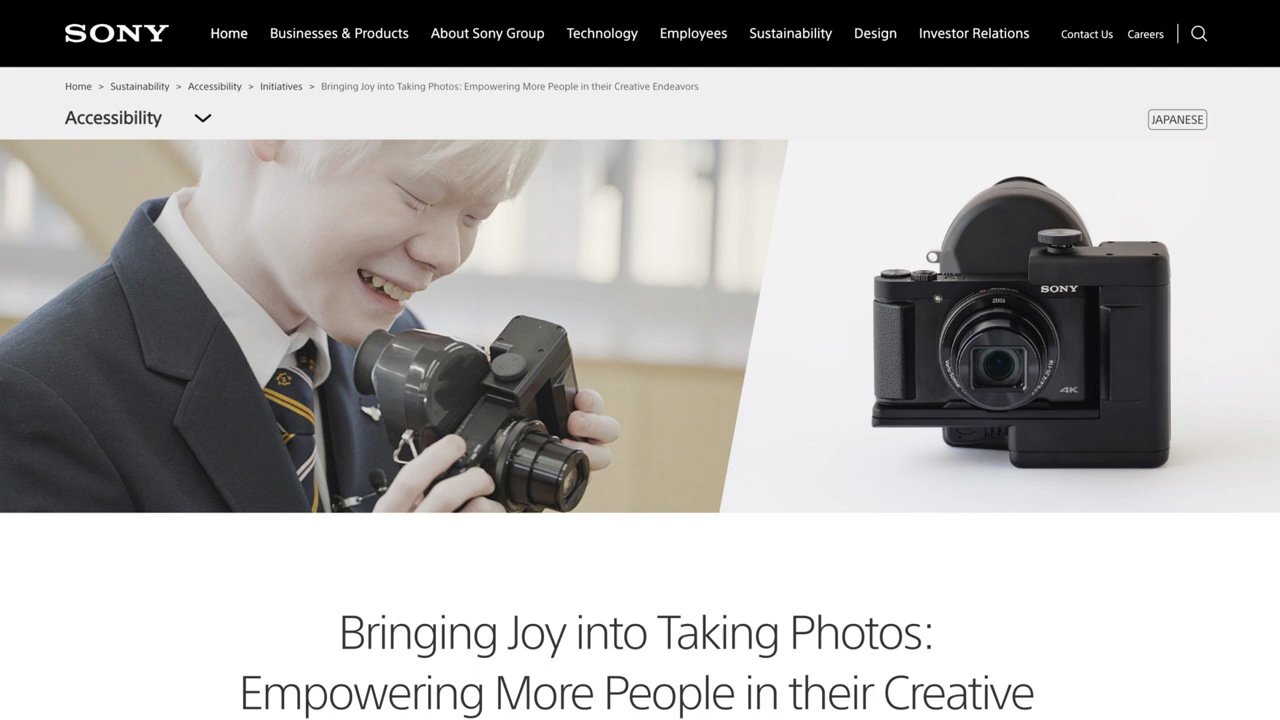 SONY Home Businesses & Products About Sony Group Technology Employees Sustainability Design Investor Relations Contact Us Careers
Home > Sustainability > Accessibility > Initiatives > Bringing Joy into Taking Photos: Empowering More People in their Creative Endeavors
Accessibility
JAPANESE
SONY
ZEISS
4K
Bringing Joy into Taking Photos:
Empowering More People in their Creative